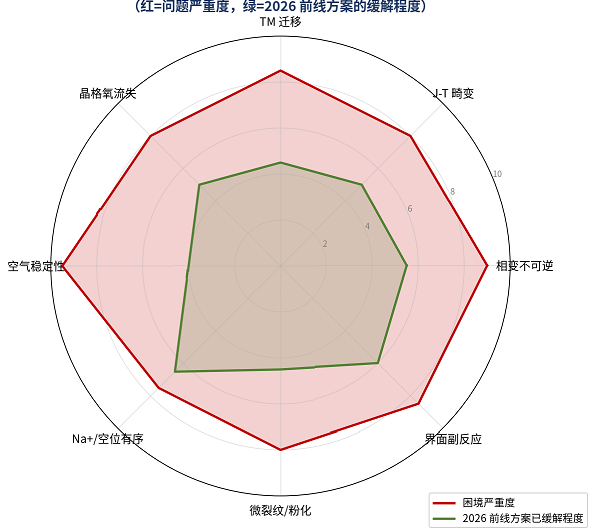 （红=问题严重度，绿=2026 前线方案的缓解程度）
TM 迁移
晶格氧流失
J-T 畸变
10
8
6
4
2
空气稳定性
相变不可逆
Na+/空位有序
界面副反应
微裂纹/粉化
困境严重度
2026 前线方案已缓解程度